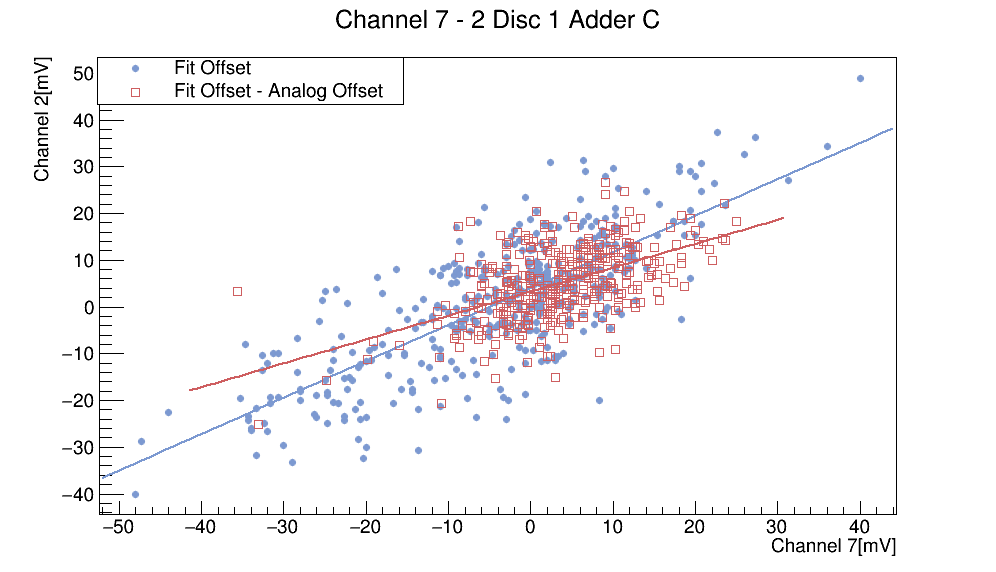 Channel 7 - 2 Disc 1 Adder C
Channel 2[mV]
Fit Offset
Fit Offset - Analog Offset
50
40
30
20
10
0
−10
−20
−30
−40
−50 −40 −30 −20 −10 0 10 20 30 40
Channel 7[mV]